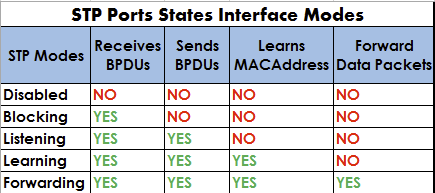 STP Ports States Interface Modes
STP Modes Receives BPDUs Sends BPDUs Learns MACAddress Forward Data Packets
Disabled NO NO NO NO
Blocking YES NO NO NO
Listening YES YES NO NO
Learning YES YES YES NO
Forwarding YES YES YES YES